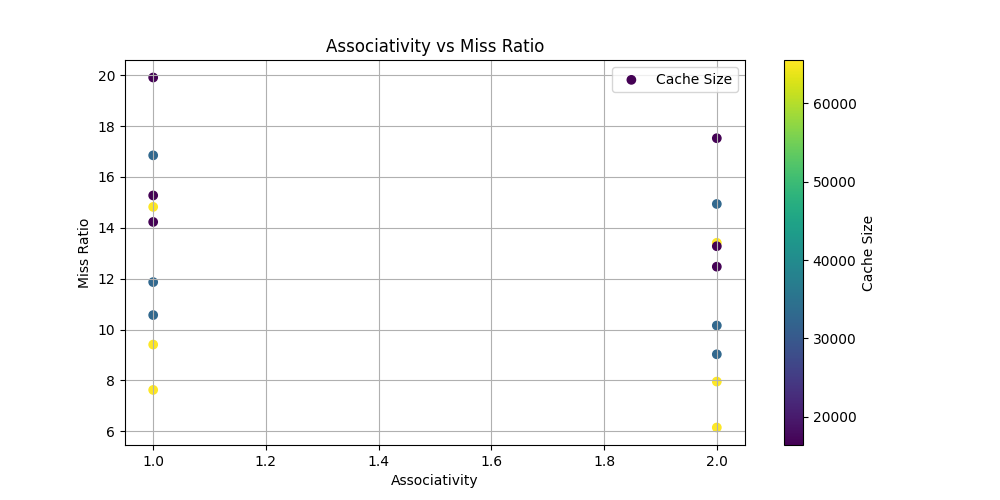 Associativity vs Miss Ratio
Cache Size
20
18
16
14
12
10
8
6
Miss Ratio
1.0 1.2 1.4 1.6 1.8 2.0
Associativity
60000
50000
40000
30000
20000
Cache Size